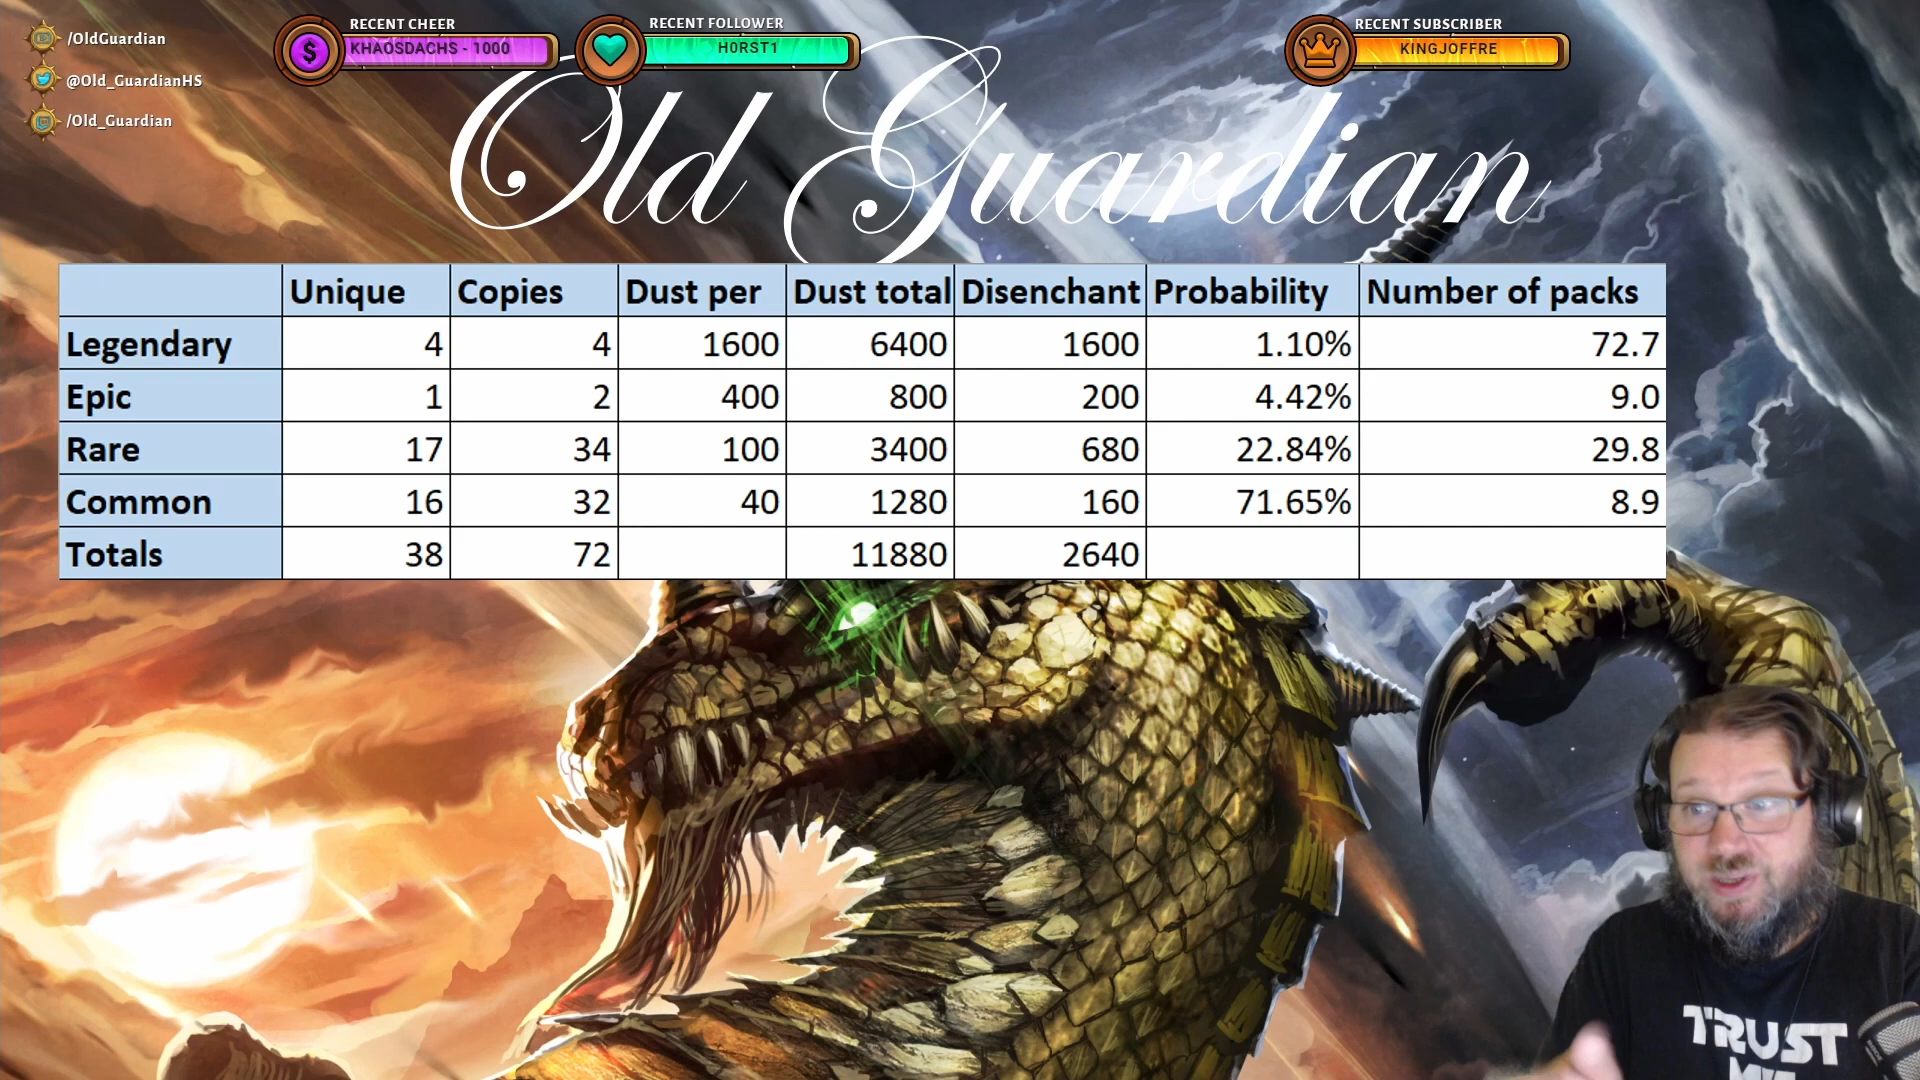 /OldGuardian
@Old_GuardianHS
/Old_Guardian
RECENT CHEER
KHAOSDACHS - 1000
RECENT FOLLOWER
H0RST1
RECENT SUBSCRIBER
KINGJOFFRE
Old Guardian
Unique Copies Dust per Dust total Disenchant Probability Number of packs
Legendary 4 4 1600 6400 1600 1.10% 72.7
Epic 1 2 400 800 200 4.42% 9.0
Rare 17 34 100 3400 680 22.84% 29.8
Common 16 32 40 1280 160 71.65% 8.9
Totals 38 72 11880 2640
TRUST